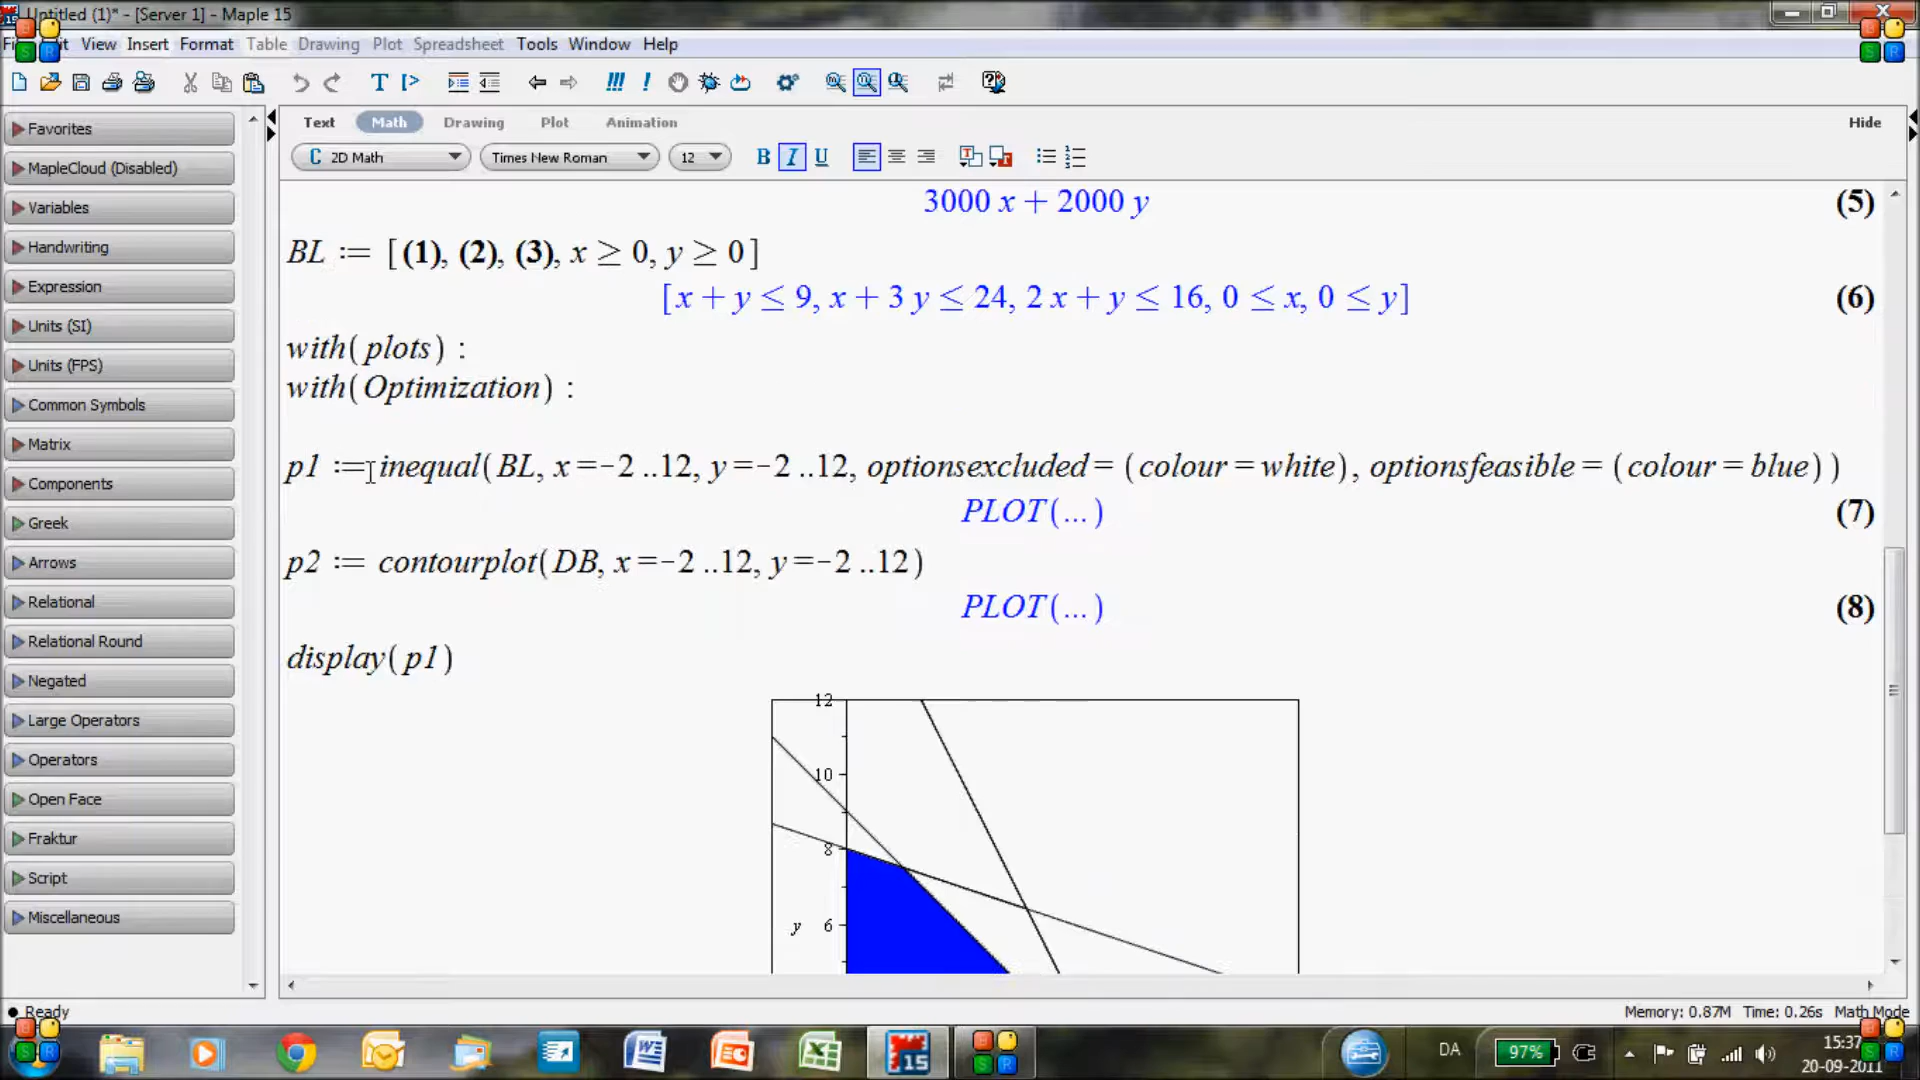 Untitled (1)* - [Server 1] - Maple 15
View Insert Format Table Drawing Plot Spreadsheet Tools Window Help
Text Math Drawing Plot Animation Hide
C 2D Math Times New Roman 12 B I U
Favorites
MapleCloud (Disabled)
Variables
Handwriting
Expression
Units (SI)
Units (FPS)
Common Symbols
Matrix
Components
Greek
Arrows
Relational
Relational Round
Negated
Large Operators
Operators
Open Face
Fraktur
Script
Miscellaneous
3000 x + 2000 y (5)
BL := [(1), (2), (3), x ≥ 0, y ≥ 0]
[x + y ≤ 9, x + 3 y ≤ 24, 2 x + y ≤ 16, 0 ≤ x, 0 ≤ y] (6)
with(plots) :
with(Optimization) :
p1 := inequal(BL, x=-2 ..12, y=-2 ..12, optionsexcluded = (colour = white), optionsfeasible = (colour = blue))
PLOT(...) (7)
p2 := contourplot(DB, x=-2 ..12, y=-2 ..12)
PLOT(...) (8)
display(p1)
12
10
8
y 6
Ready
Memory: 0.87M Time: 0.26s Math Mode
DA 97% 15:37
20-09-2011